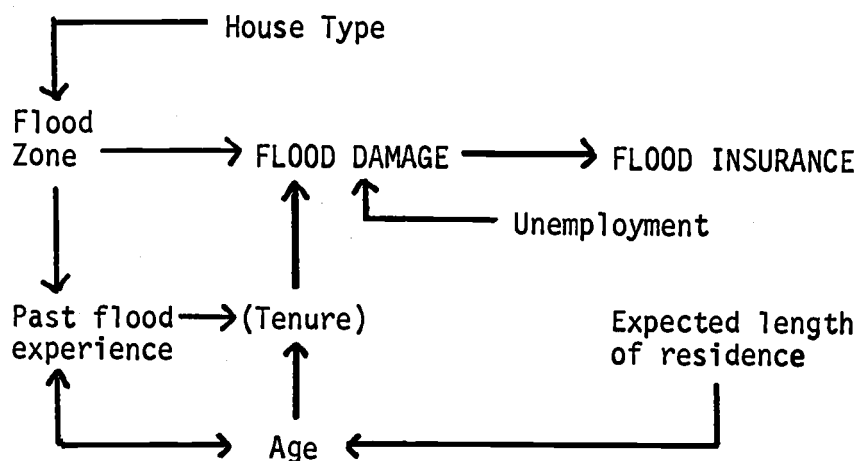 House Type
Flood
Zone
FLOOD DAMAGE
FLOOD INSURANCE
Unemployment
Past flood
experience
(Tenure)
Expected length
of residence
Age